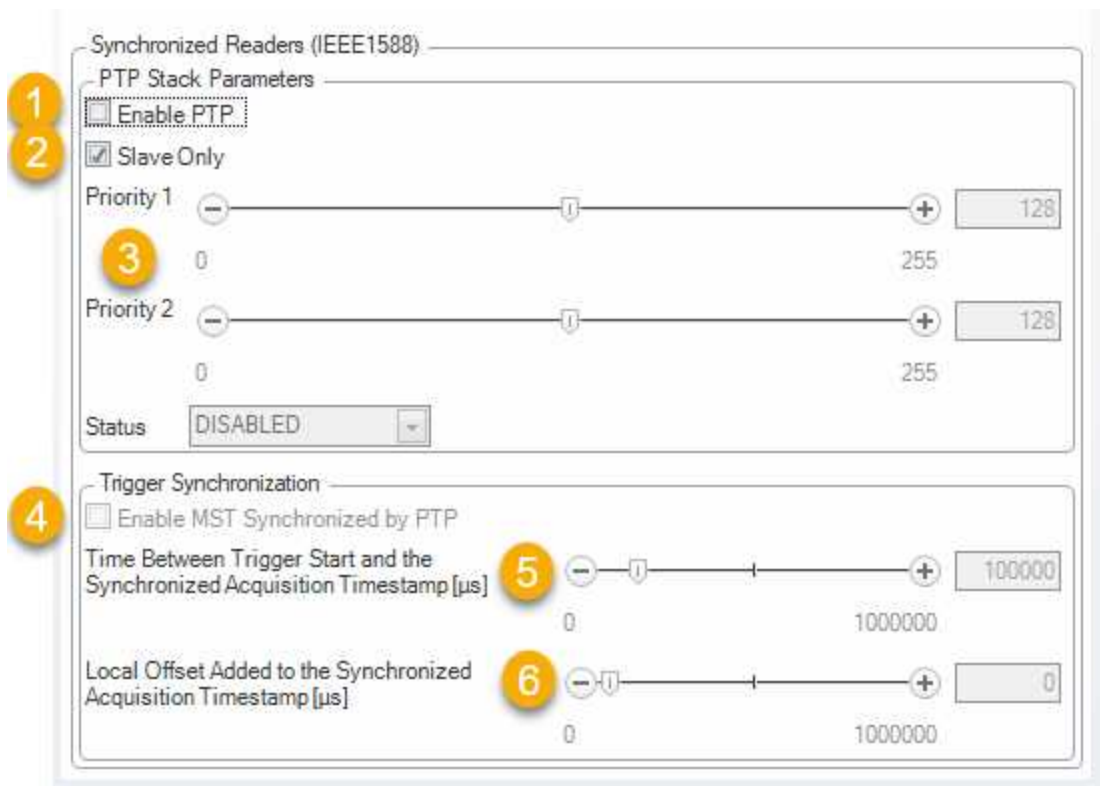 Synchronized Readers (IEEE1588)
PTP Stack Parameters
1
Enable PTP
2
Slave Only
Priority 1
128
3
0
255
Priority 2
128
0
255
Status
DISABLED
Trigger Synchronization
4
Enable MST Synchronized by PTP
Time Between Trigger Start and the
Synchronized Acquisition Timestamp [µs]
5
100000
0
1000000
Local Offset Added to the Synchronized
Acquisition Timestamp [µs]
6
0
0
1000000